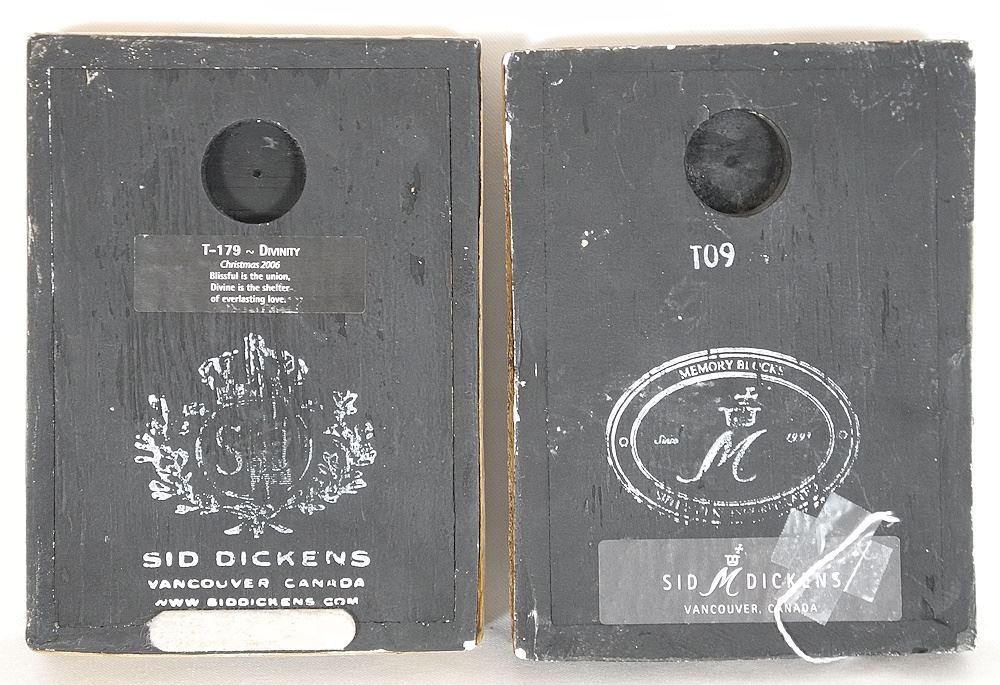 T-179 ~ DIVINITY
Christmas 2006
Blissful is the union,
Divine is the shelter
of everlasting love.
SID DICKENS
VANCOUVER CANADA
WWW SIDDICKENS COM
T09
MEMORY BLOCKS
M
Since
SID M DICKENS
VANCOUVER, CANADA